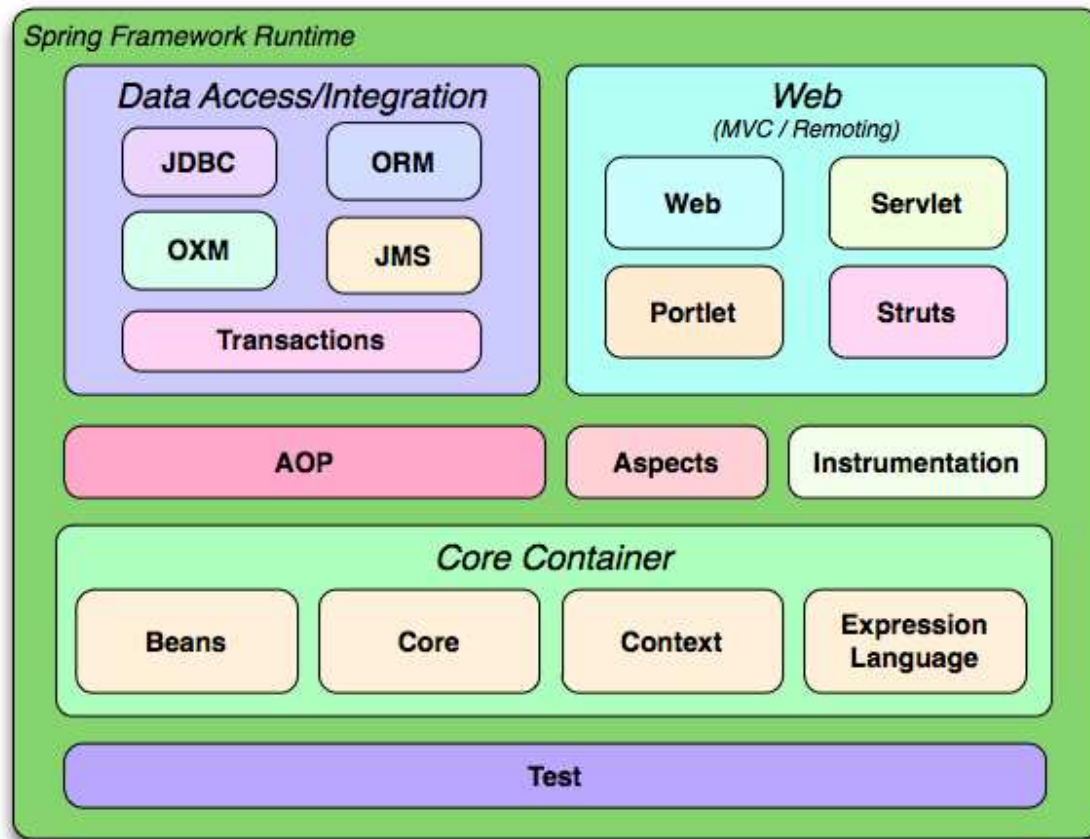 Spring Framework Runtime
Data Access/Integration
JDBC
ORM
OXM
JMS
Transactions
Web
(MVC / Remoting)
Web
Servlet
Portlet
Struts
AOP
Aspects
Instrumentation
Core Container
Beans
Core
Context
Expression
Language
Test